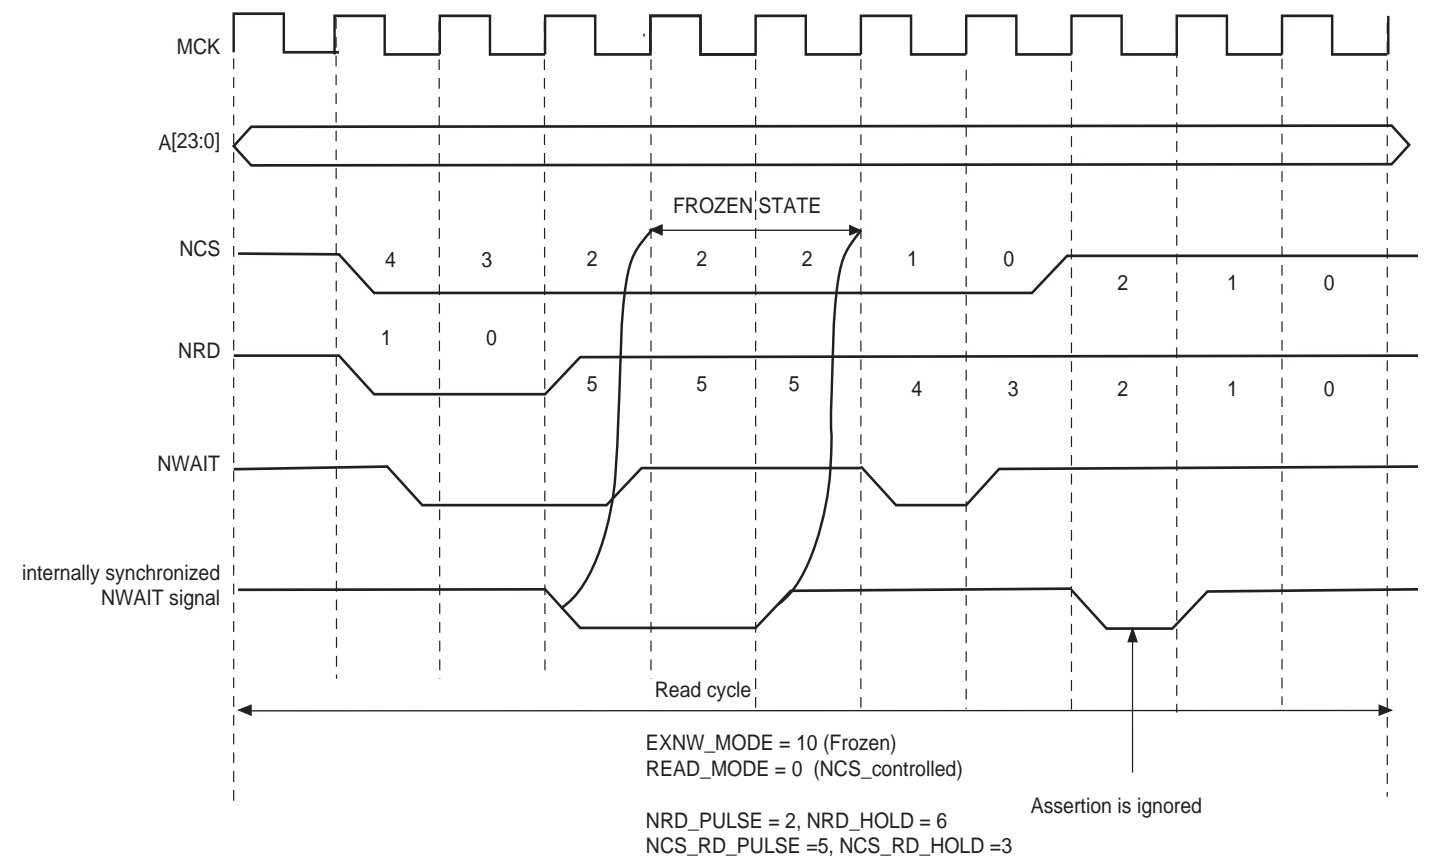 MCK
A[23:0]
FROZEN STATE
NCS
4 3 2 2 2 1 0
2 1 0
1 0
NRD
5 5 5 4 3 2 1 0
NWAIT
internally synchronized
NWAIT signal
Read cycle
EXNW_MODE = 10 (Frozen)
READ_MODE = 0 (NCS_controlled)
Assertion is ignored
NRD_PULSE = 2, NRD_HOLD = 6
NCS_RD_PULSE =5, NCS_RD_HOLD =3